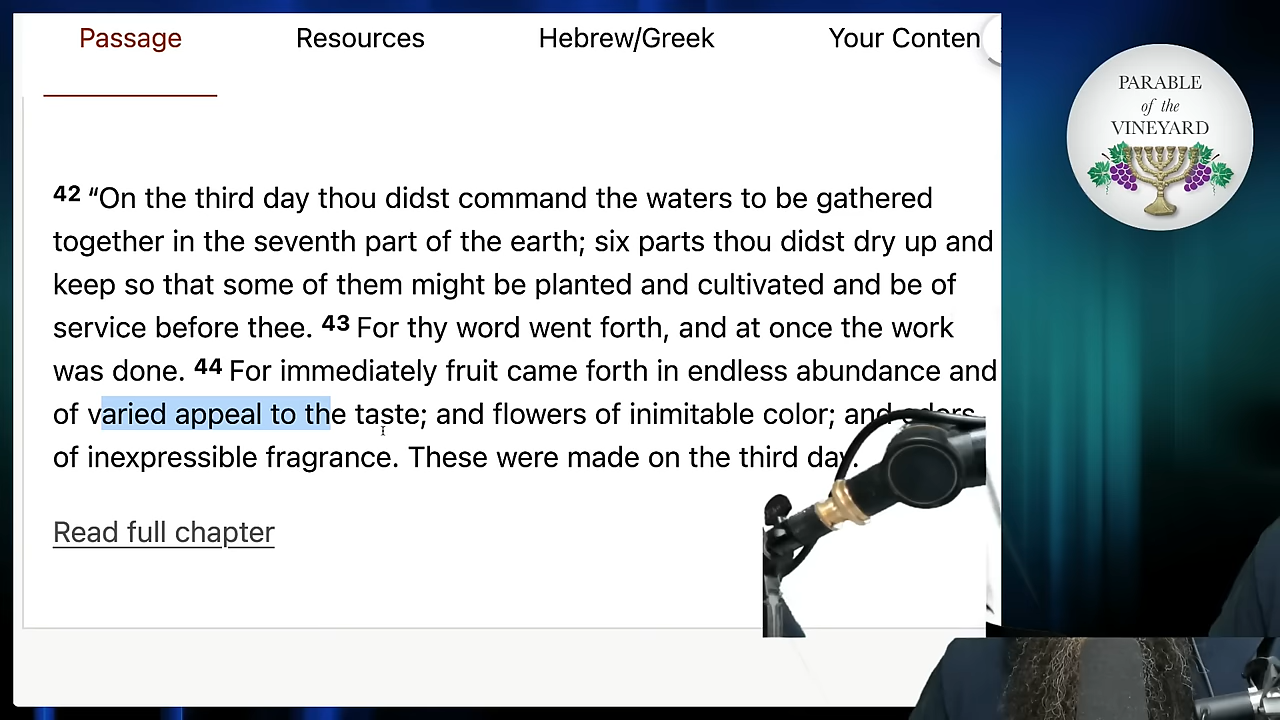 Passage
Resources
Hebrew/Greek
Your Conten
PARABLE
of the
VINEYARD
42 “On the third day thou didst command the waters to be gathered
together in the seventh part of the earth; six parts thou didst dry up and
keep so that some of them might be planted and cultivated and be of
service before thee. 43 For thy word went forth, and at once the work
was done. 44 For immediately fruit came forth in endless abundance and
of varied appeal to the taste; and flowers of inimitable color; and odors
of inexpressible fragrance. These were made on the third day.
Read full chapter